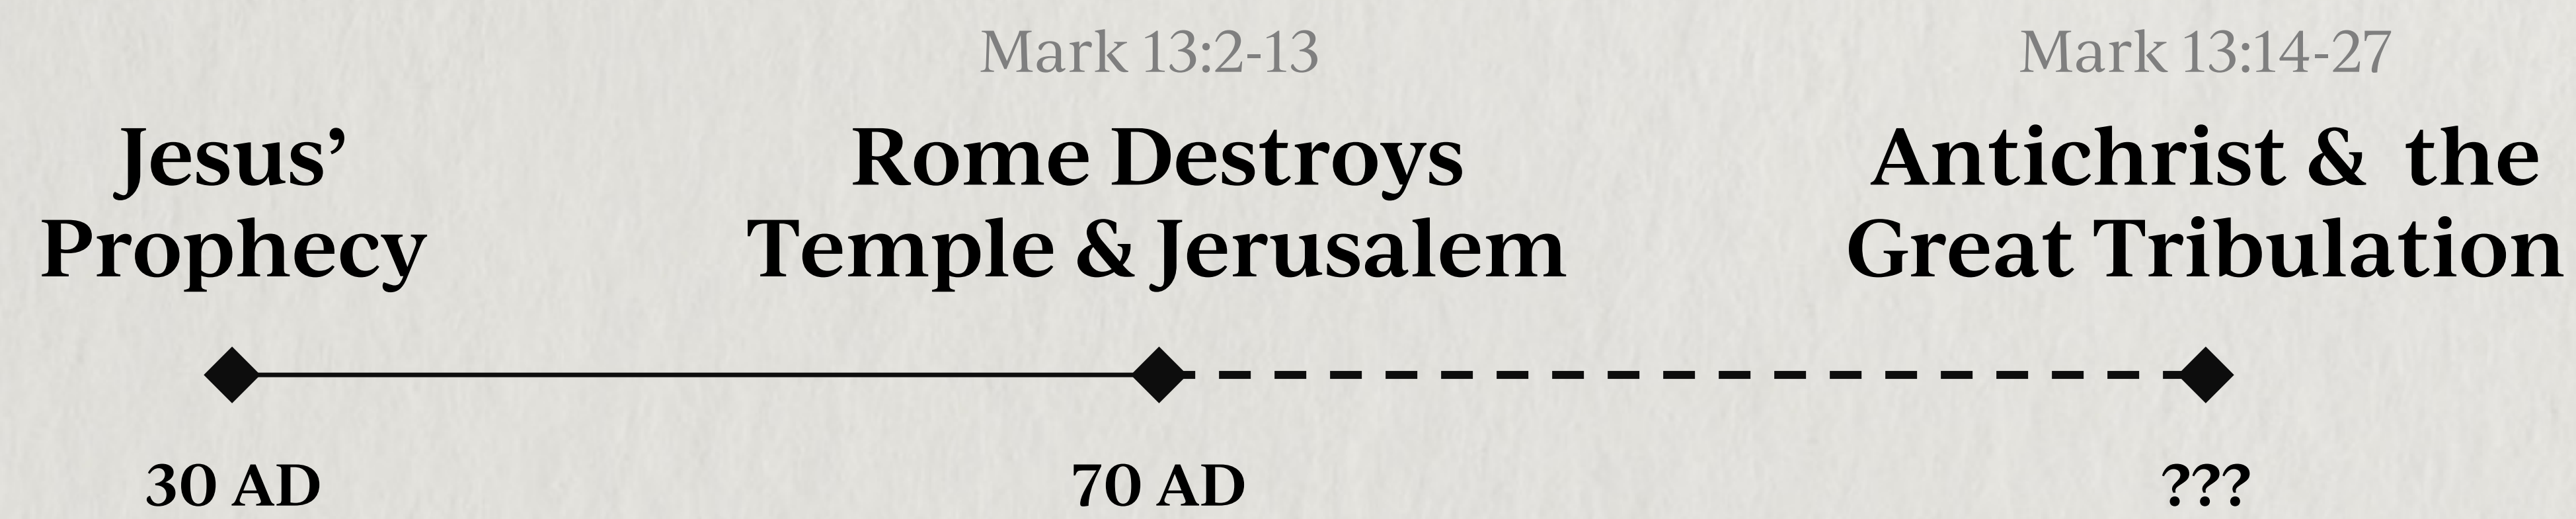 Mark 13:2-13
Mark 13:14-27
Jesus’
Prophecy
Rome Destroys
Temple & Jerusalem
Antichrist & the
Great Tribulation
30 AD
70 AD
???